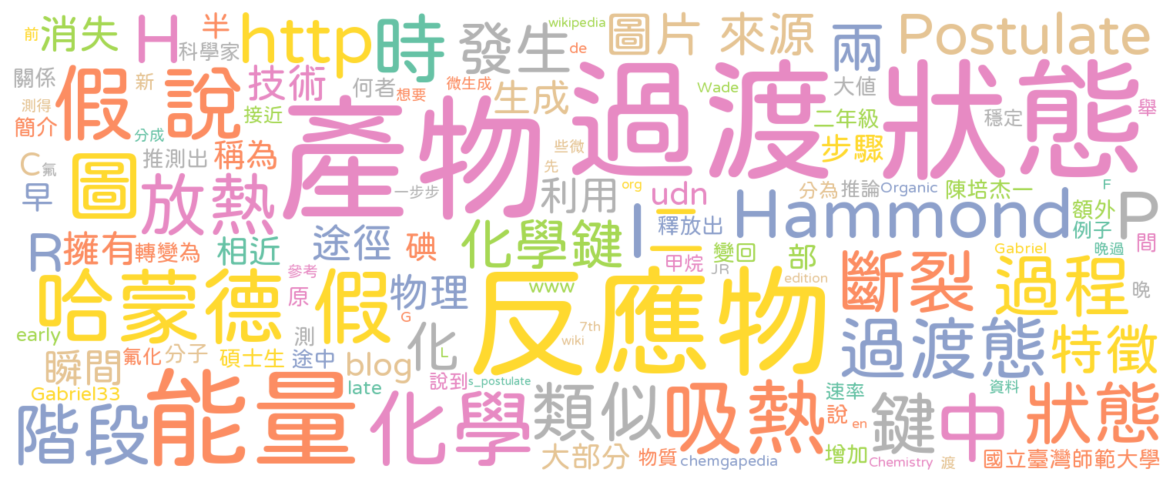 前 消失 H 半 http 時 發生 wikipedia de 圖片 來源 兩 Postulate
科學家
關係 假說 新 技術 何者 微生成 想要 生成 過渡狀態 Wade 大值 舉
測得 簡介 接近 產物 二年級 穩定
分成 推測出 稱為 些微 步驟
C 氟 圖 放熱 一步步 先 利用 org udn 分為 推論 Organic 陳培杰一 F P
早 釋放出 Hammond 額外 例子 間
R 擁有 轉變為 相近 途徑 碘 化學鍵 I 二 甲烷 變回 部 Gabriel 晚過
JR
哈蒙德 參考 原 假 物理 www 反應物 edition 斷裂 過程 晚
early 測 G 化 7th wiki 過渡態 特徵
瞬間 氟化 分子 碩士生 途中 blog L
Gabriel33 late 說到 s_postulate 速率 資料
階段 能量 化學 類似 吸熱 說 en 鍵 中 狀態
大部分 物質 chemgapedia 增加 Chemistry 渡 國立臺灣師範大學